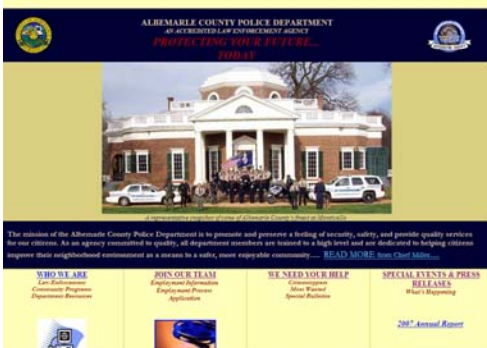 ALBEMARLE COUNTY POLICE DEPARTMENT
AN ACCREDITED LAW ENFORCEMENT AGENCY
PROTECTING YOUR FUTURE...
TODAY
A representative snapshot of some of Albemarle County's finest at Monticello
The mission of the Albemarle County Police Department is to promote and preserve a feeling of security, safety, and provide quality services
for our citizens. As an agency committed to quality, all department members are trained to a high level and are dedicated to helping citizens
improve their neighborhood environment as a means to a safer, more enjoyable community..... READ MORE from Chief Miller.....
WHO WE ARE
Law Enforcement
Community Programs
Department Resources
JOIN OUR TEAM
Employment Information
Employment Process
Application
WE NEED YOUR HELP
Crimestoppers
Most Wanted
Special Bulletins
SPECIAL EVENTS & PRESS
RELEASES
What's Happening
2007 Annual Report